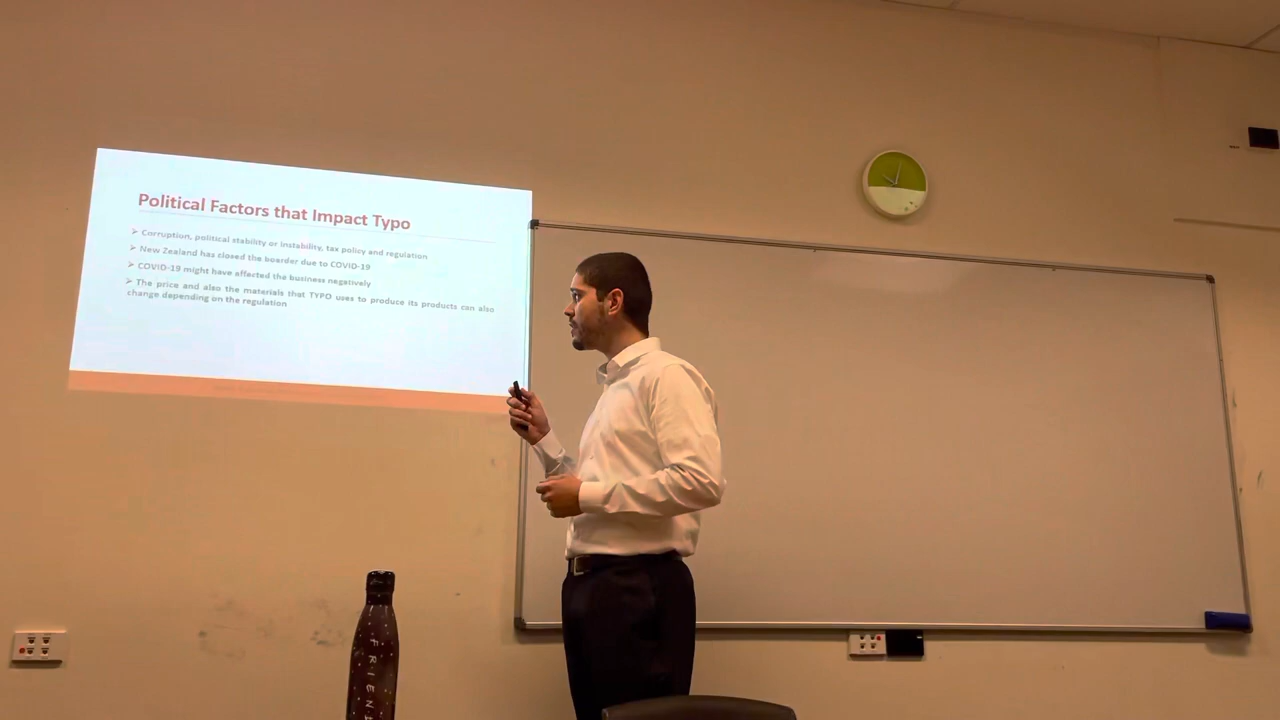 Political Factors that Impact Typo
➢ Corruption, political stability or instability, tax policy and regulation
➢ New Zealand has closed the boarder due to COVID-19
➢ COVID-19 might have affected the business negatively
➢ The price and also the materials that TYPO uses to produce its products can also
change depending on the regulation
FRIEN